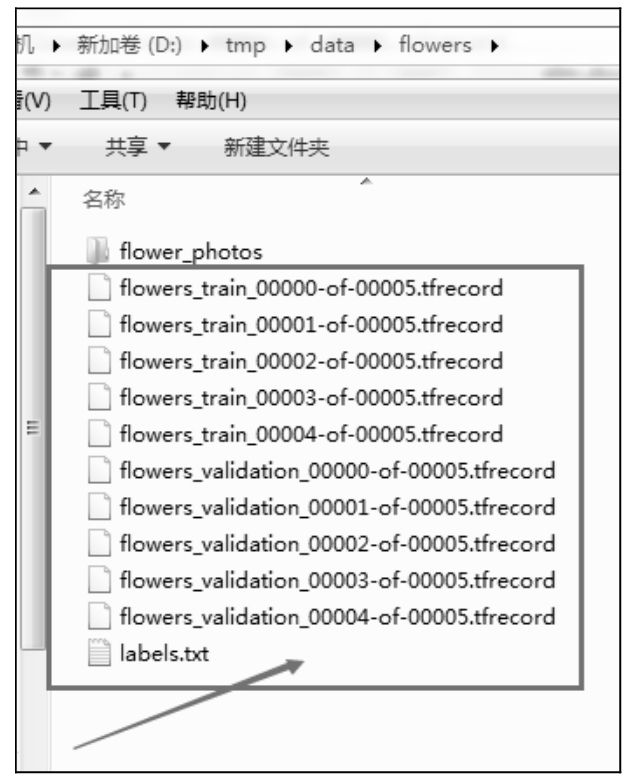 机 ▸ 新加卷 (D:) ▸ tmp ▸ data ▸ flowers ▸
(V) 工具(T) 帮助(H)
中 ▼ 共享 ▼ 新建文件夹
名称
flower_photos
flowers_train_00000-of-00005.tfrecord
flowers_train_00001-of-00005.tfrecord
flowers_train_00002-of-00005.tfrecord
flowers_train_00003-of-00005.tfrecord
flowers_train_00004-of-00005.tfrecord
flowers_validation_00000-of-00005.tfrecord
flowers_validation_00001-of-00005.tfrecord
flowers_validation_00002-of-00005.tfrecord
flowers_validation_00003-of-00005.tfrecord
flowers_validation_00004-of-00005.tfrecord
labels.txt